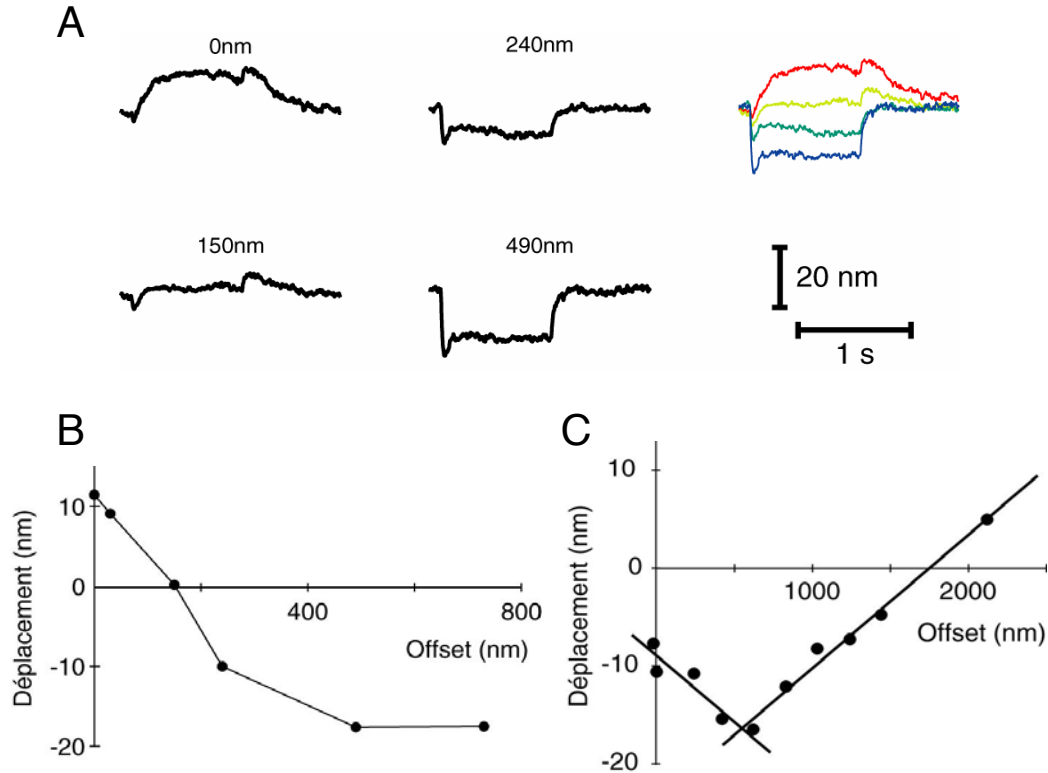 A
0nm
240nm
150nm
490nm
20 nm
1 s
B
Déplacement (nm)
10
0
-10
-20
400
800
Offset (nm)
C
Déplacement (nm)
10
0
-10
-20
1000
2000
Offset (nm)